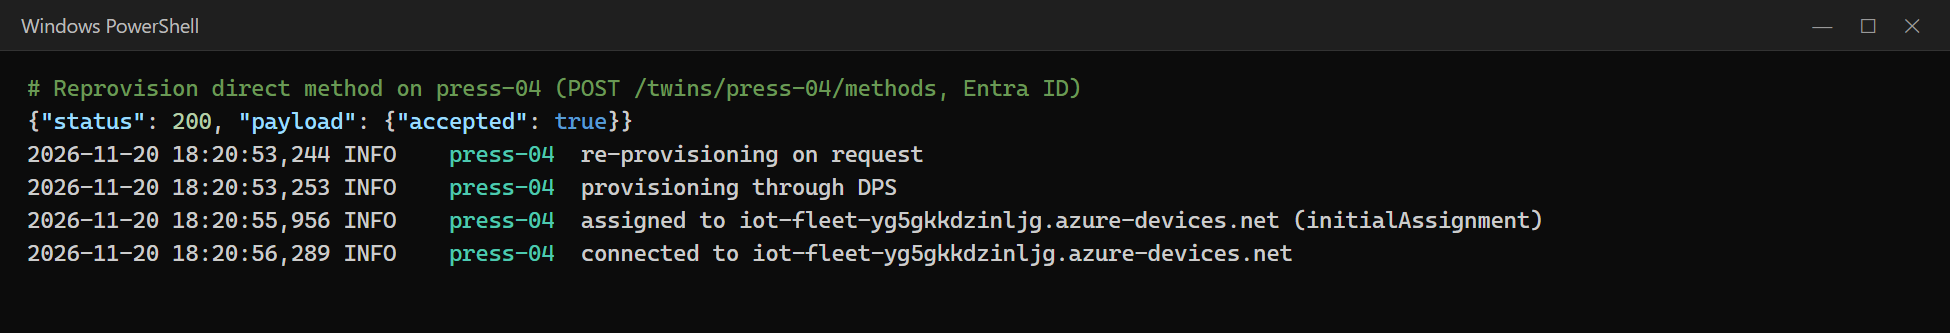 Windows PowerShell
# Reprovision direct method on press-04 (POST /twins/press-04/methods, Entra ID)
{"status": 200, "payload": {"accepted": true}}
2026-11-20 18:20:53,244 INFO    press-04  re-provisioning on request
2026-11-20 18:20:53,253 INFO    press-04  provisioning through DPS
2026-11-20 18:20:55,956 INFO    press-04  assigned to iot-fleet-yg5gkkdzinljg.azure-devices.net (initialAssignment)
2026-11-20 18:20:56,289 INFO    press-04  connected to iot-fleet-yg5gkkdzinljg.azure-devices.net